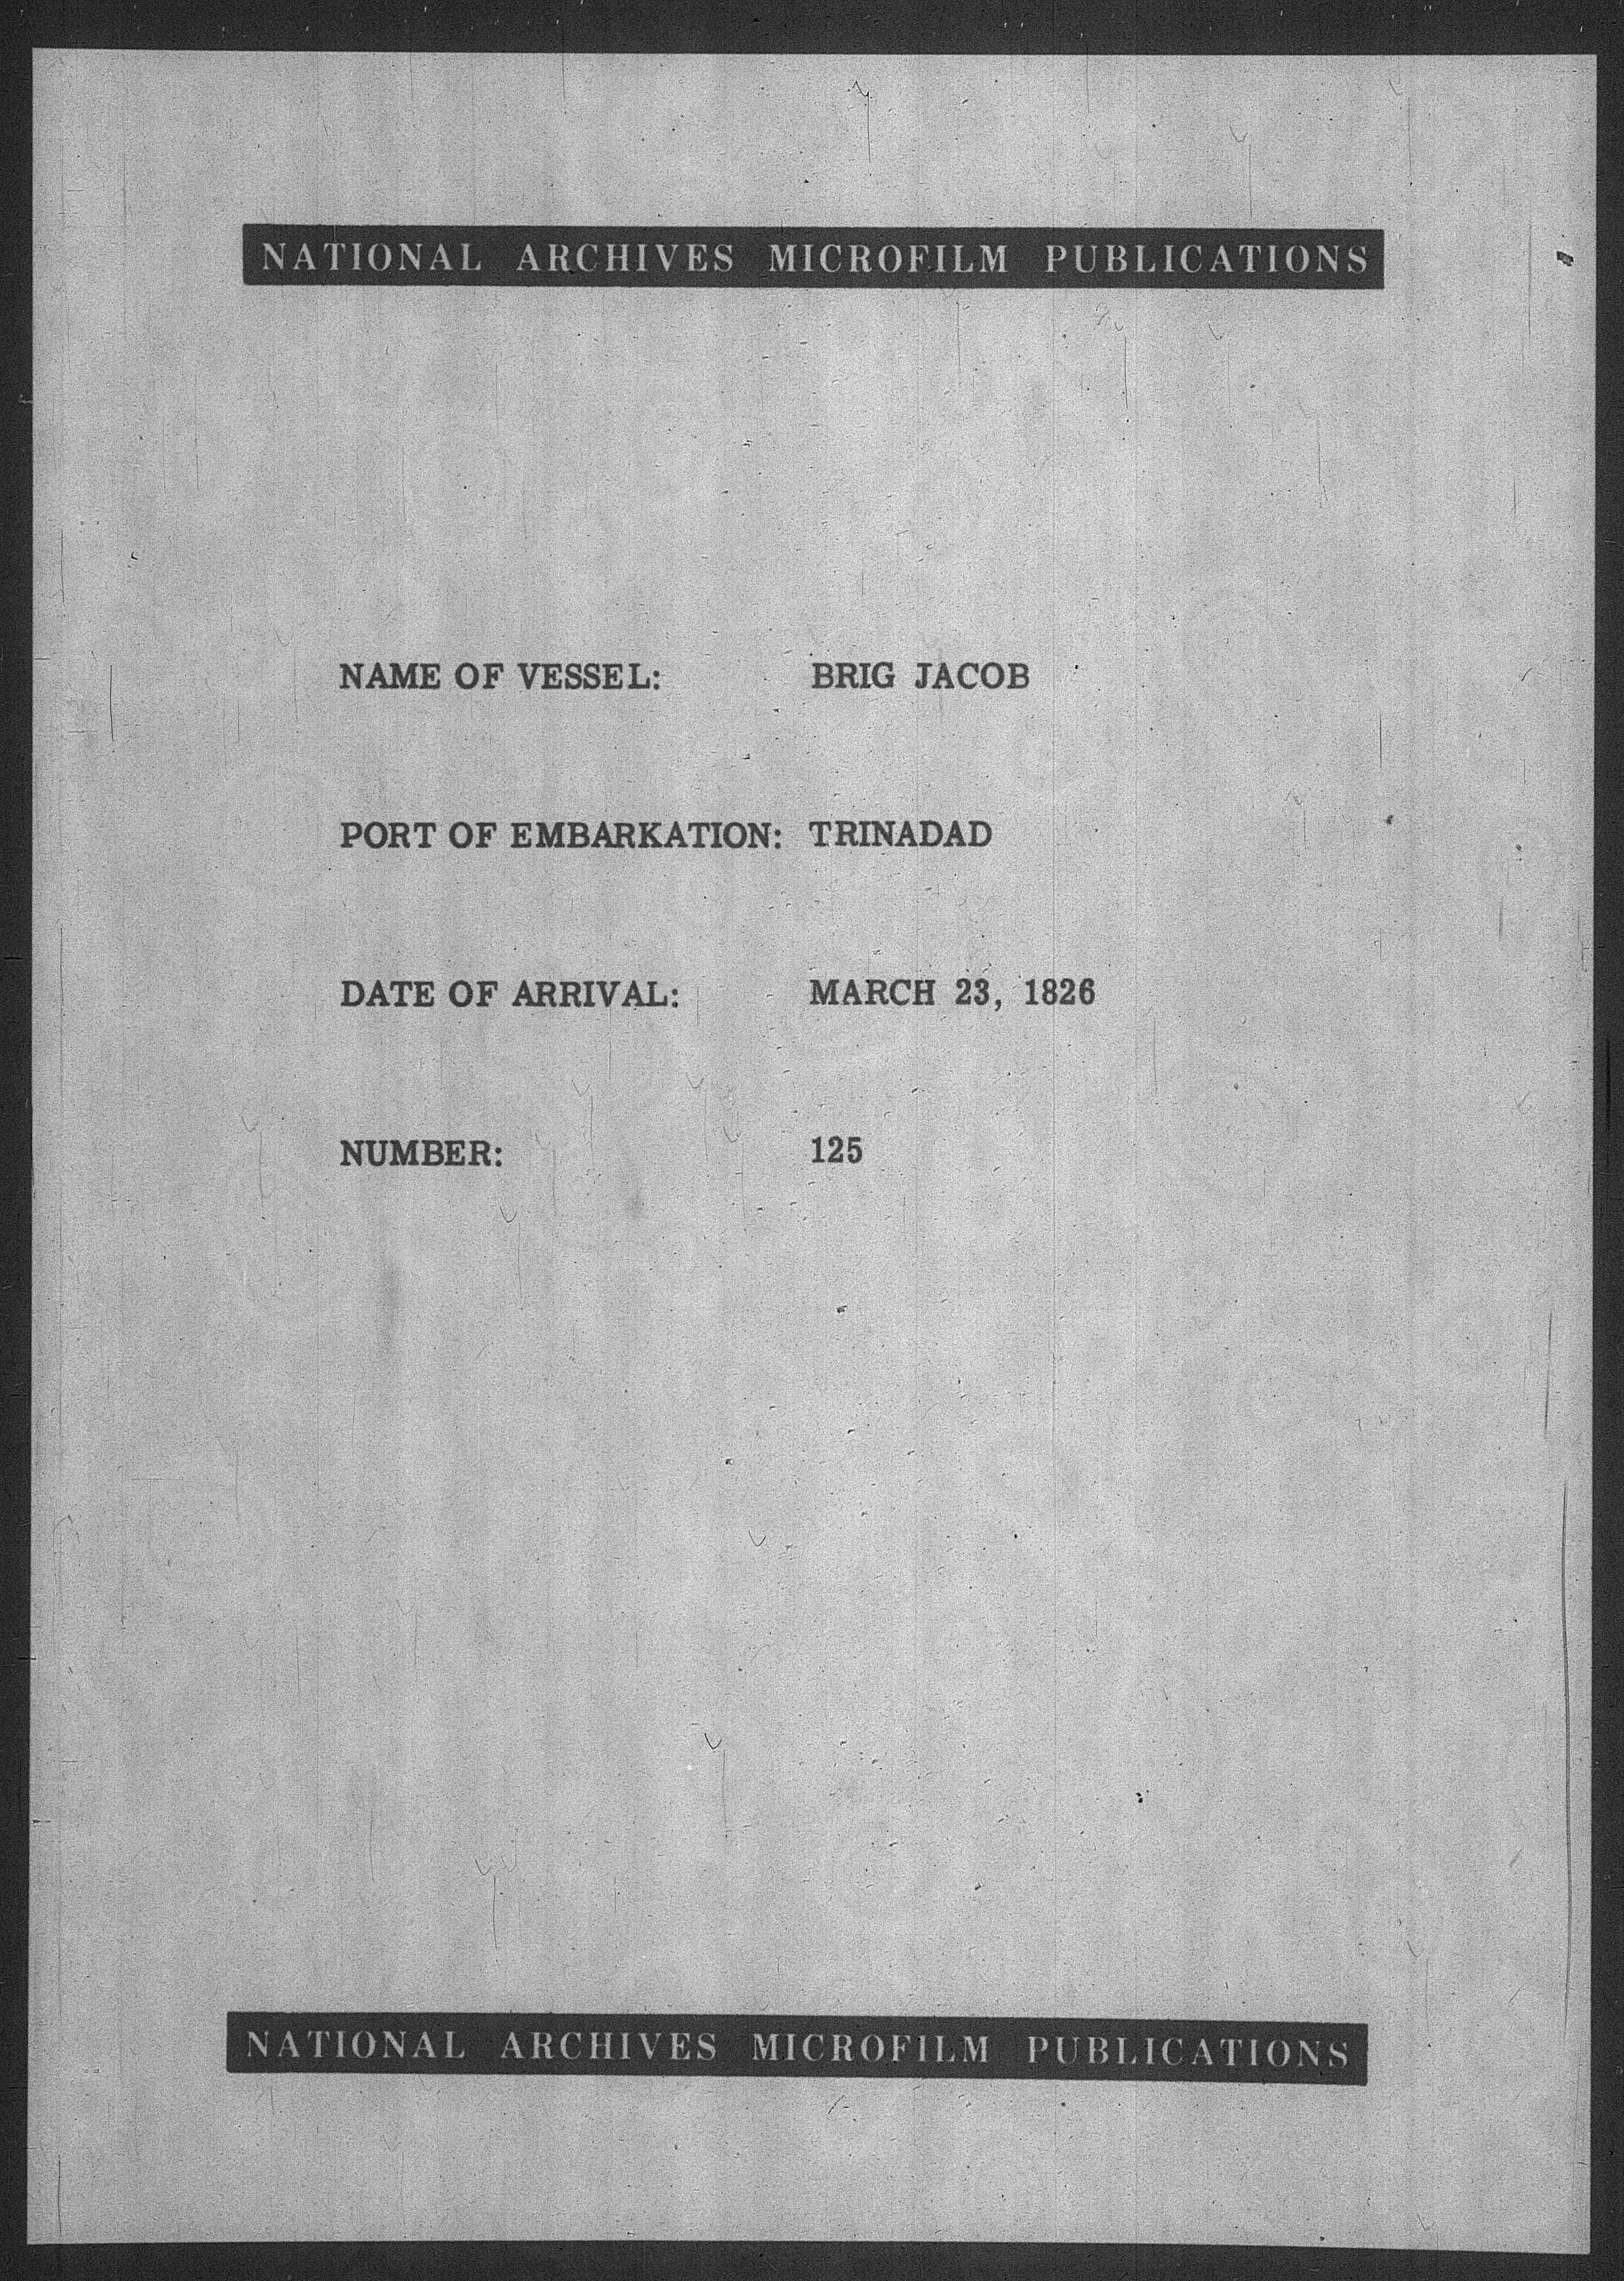 NATIONAL ARCHIVES MICROFILM PUBLICATIONS
NAME OF VESSEL: BRIG JACOB
PORT OF EMBARKATION: TRINADAD
DATE OF ARRIVAL: MARCH 23, 1826
NUMBER: 125
NATIONAL ARCHIVES MICROFILM PUBLICATIONS